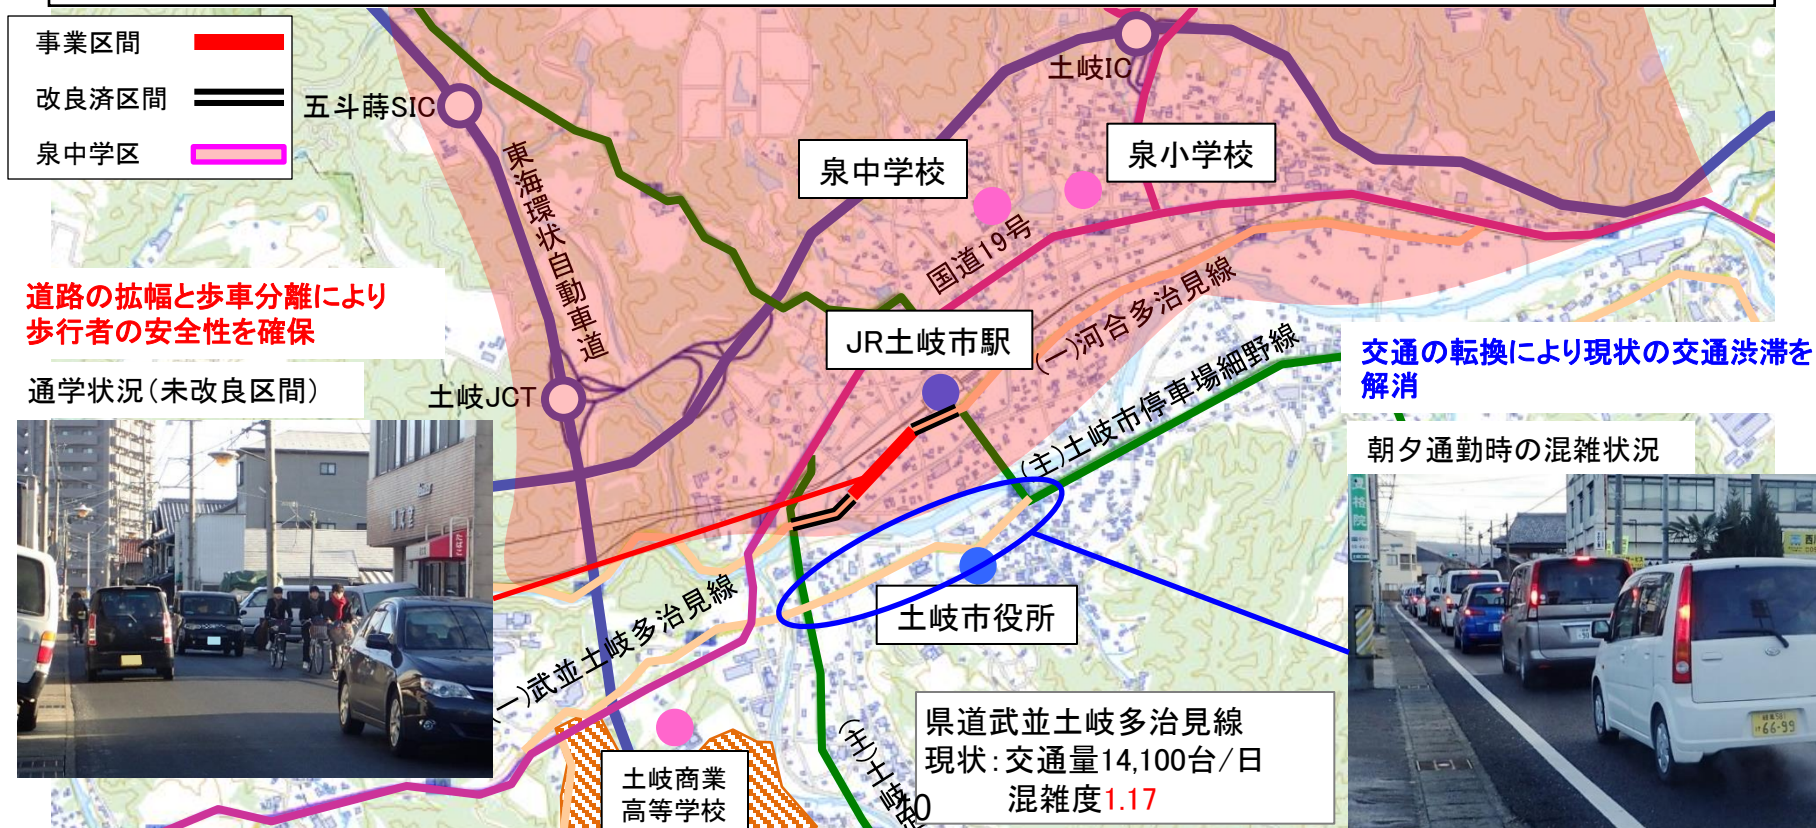 事業区間
改良済区間
泉中学区
五斗蒔SIC
土岐IC
東海環状自動車道
泉中学校
泉小学校
国道19号
道路の拡幅と歩車分離により
歩行者の安全性を確保
JR土岐市駅
(一)河合多治見線
(主)土岐市停車場細野線
交通の転換により現状の交通渋滞を
解消
通学状況(未改良区間)
土岐JCT
朝夕通勤時の混雑状況
土岐市役所
(一)武並土岐多治見線
県道武並土岐多治見線
現状:交通量14,100台/日
混雑度1.17
土岐商業
高等学校
(主)土岐
66-99